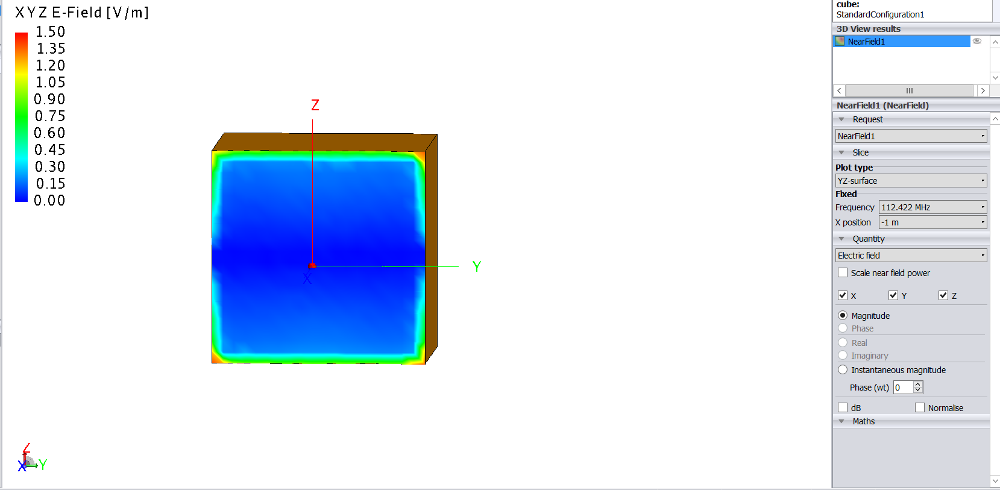 XYZ E-Field [V/m]
1.50
1.35
1.20
1.05
0.90
0.75
0.60
0.45
0.30
0.15
0.00
Z
Y
X
Z
X
Y
cube:
StandardConfiguration1
3D View results
NearField1
NearField1 (NearField)
Request
NearField1
Slice
Plot type
YZ-surface
Fixed
Frequency 112.422 MHz
X position -1 m
Quantity
Electric field
Scale near field power
X Y Z
Magnitude
Phase
Real
Imaginary
Instantaneous magnitude
Phase (wt) 0
dB Normalise
Maths